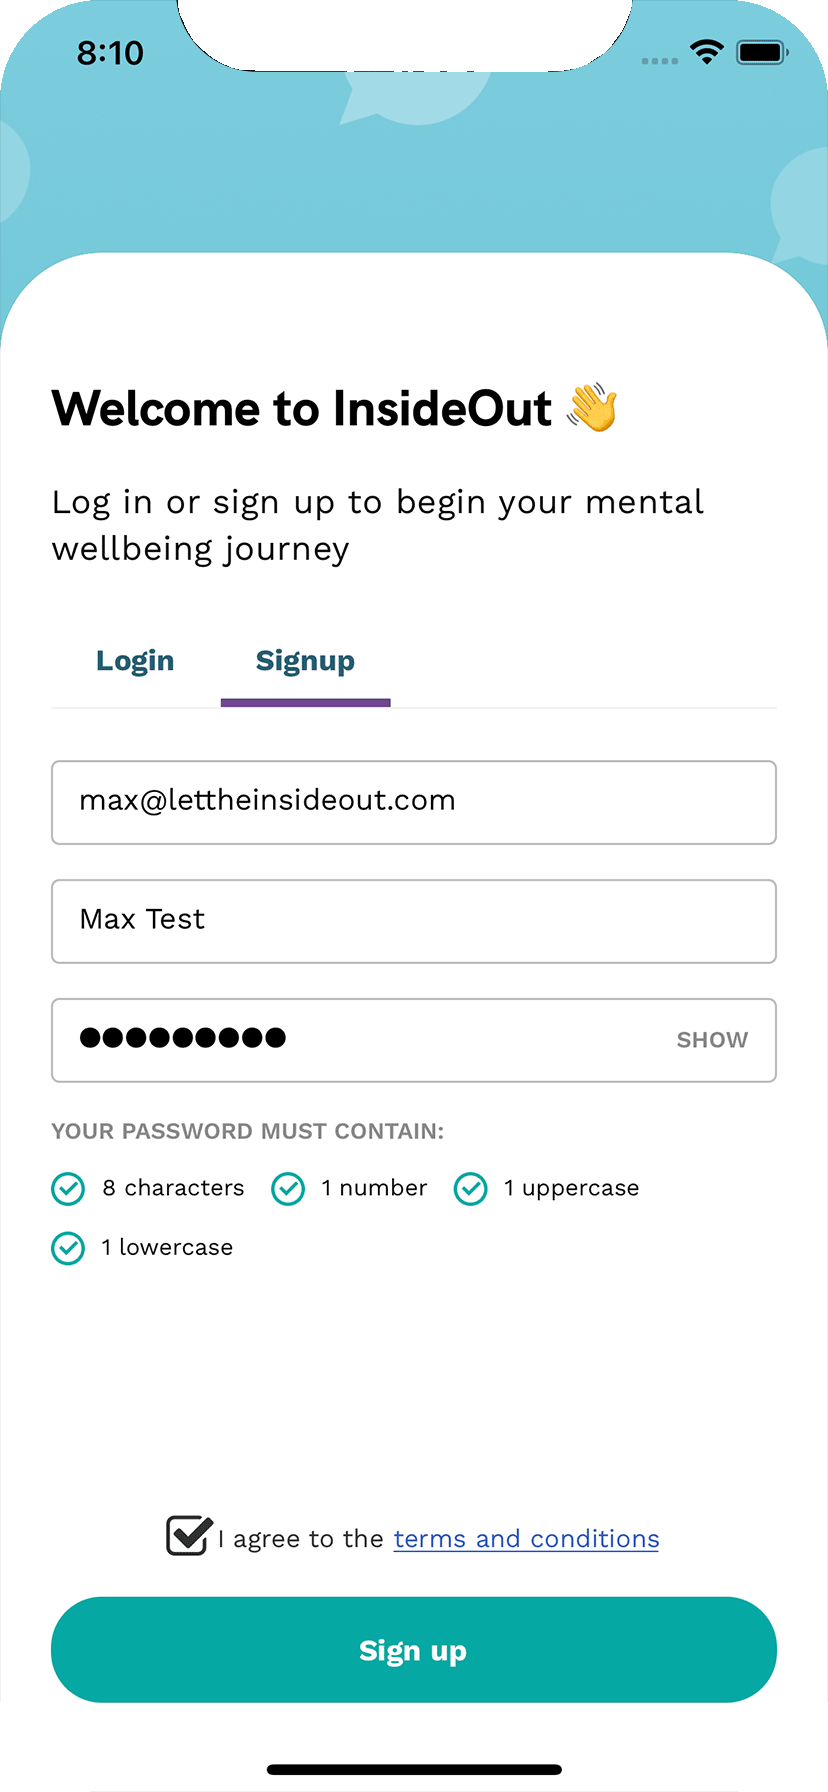 8:10
Welcome to InsideOut 👋
Log in or sign up to begin your mental
wellbeing journey
Login Signup
max@lettheinsideout.com
Max Test
●●●●●●●●● SHOW
YOUR PASSWORD MUST CONTAIN:
8 characters 1 number 1 uppercase
1 lowercase
I agree to the terms and conditions
Sign up